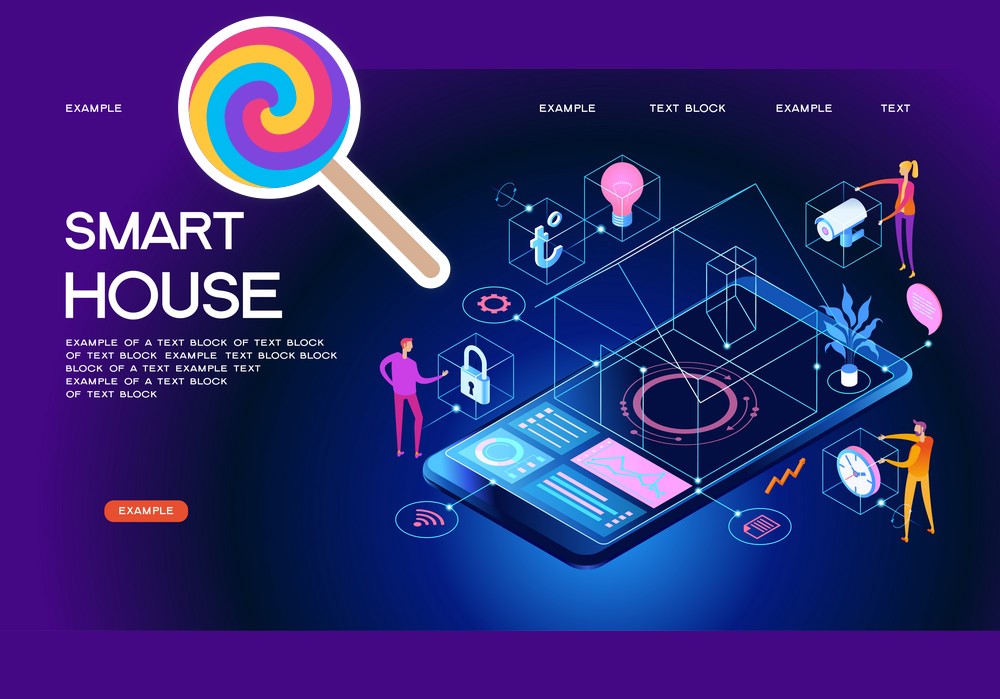 EXAMPLE
EXAMPLE TEXT BLOCK EXAMPLE TEXT
SMART
HOUSE
EXAMPLE OF A TEXT BLOCK OF TEXT BLOCK
OF TEXT BLOCK EXAMPLE TEXT BLOCK BLOCK
BLOCK OF A TEXT EXAMPLE TEXT
EXAMPLE OF A TEXT BLOCK
OF TEXT BLOCK
EXAMPLE
t°